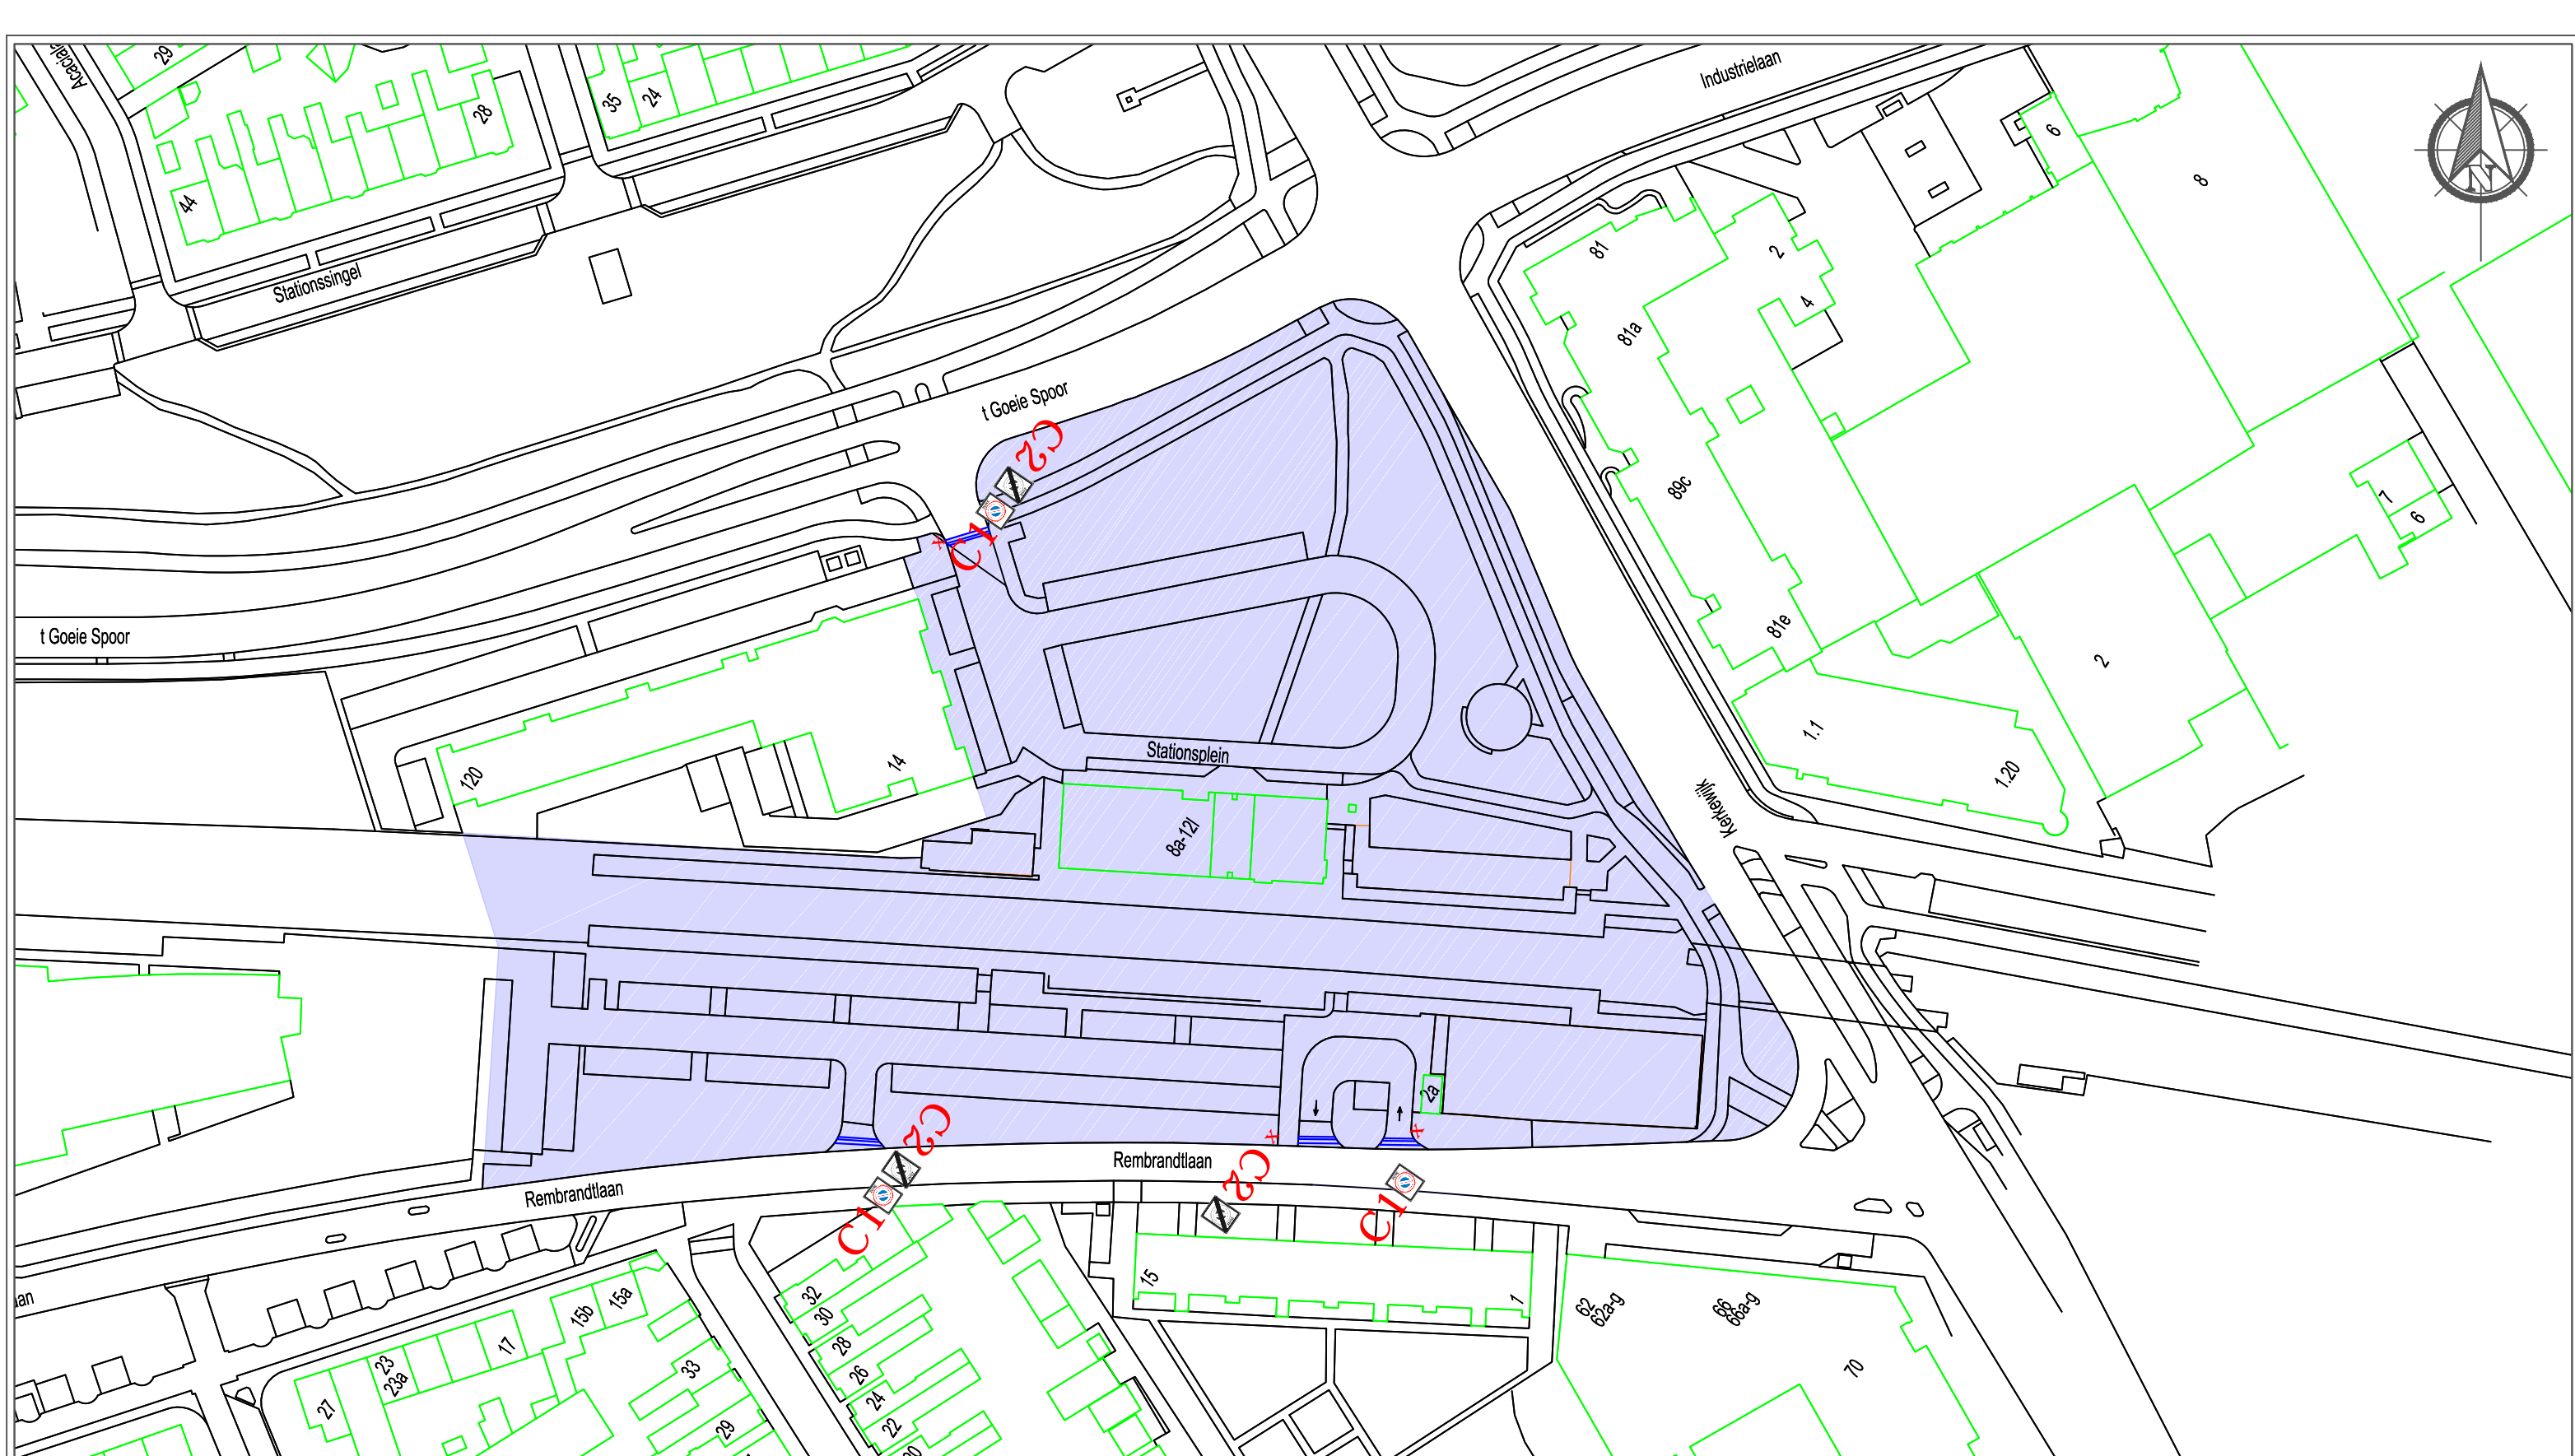 29
Acaciala
35
24
28
44
Industrielaan
6
8
N
Stationssingel
81
2
4
81a
t Goeie Spoor
C2
89c
7
6
C1
x
t Goeie Spoor
81e
2
1.1
1.20
Stationsplein
14
120
8a-12l
Kerkewijk
2a
x
x
C2
Rembrandtlaan
C2
Rembrandtlaan
C1
C1
15
1
62
62a-g
66
66a-g
70
32
30
28
26
24
22
20
laan
15a
15b
17
23
23a
27
33
29